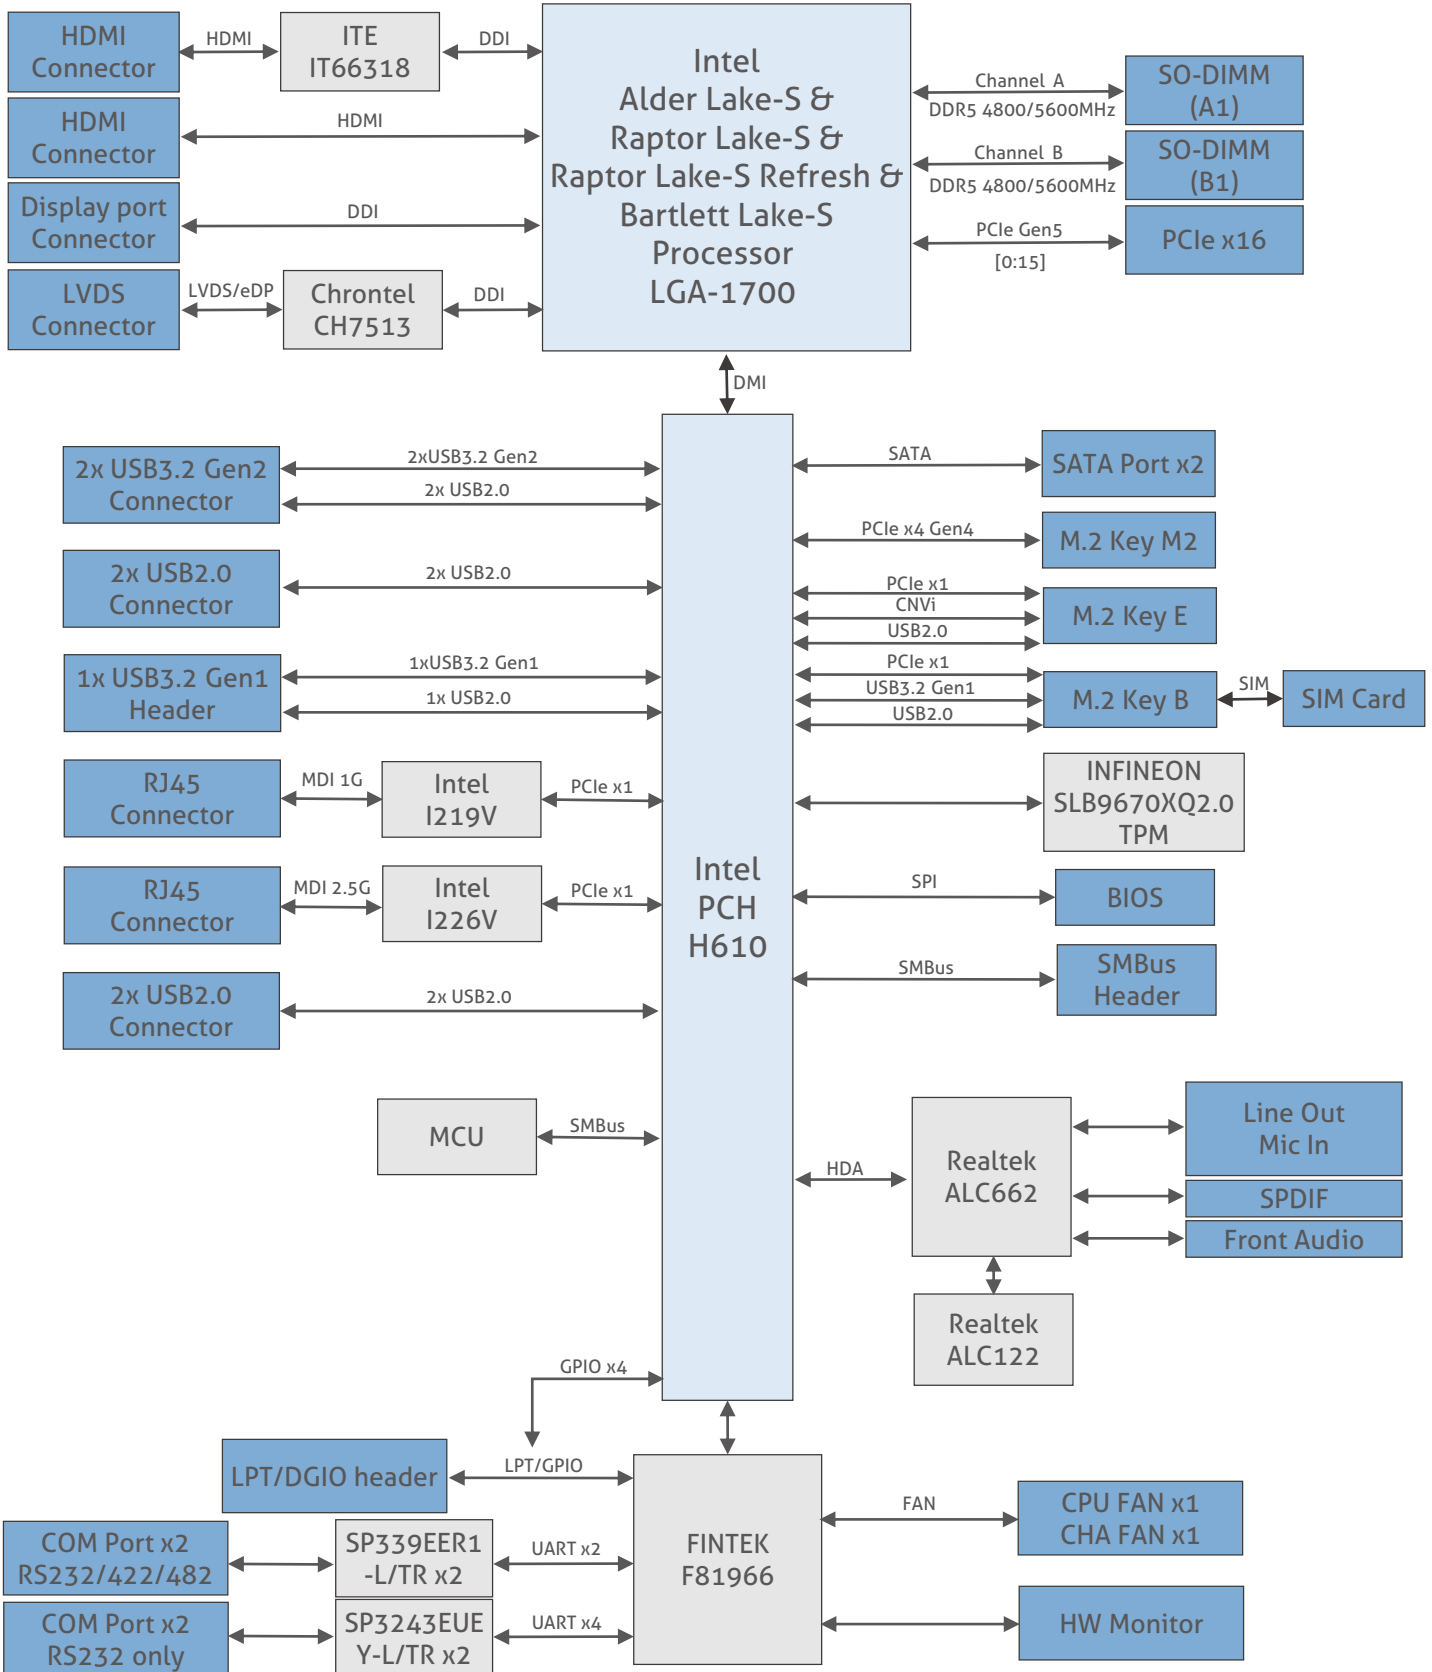 HDMI
Connector
HDMI
ITE
IT66318
DDI
HDMI
Connector
HDMI
Display port
Connector
DDI
LVDS
Connector
LVDS/eDP
Chrontel
CH7513
DDI
Intel
Alder Lake-S &
Raptor Lake-S &
Raptor Lake-S Refresh &
Bartlett Lake-S
Processor
LGA-1700
Channel A
DDR5 4800/5600MHz
SO-DIMM
(A1)
Channel B
DDR5 4800/5600MHz
SO-DIMM
(B1)
PCIe Gen5
[0:15]
PCIe x16
DMI
2x USB3.2 Gen2
Connector
2xUSB3.2 Gen2
2x USB2.0
2x USB2.0
Connector
2x USB2.0
1x USB3.2 Gen1
Header
1xUSB3.2 Gen1
1x USB2.0
RJ45
Connector
MDI 1G
Intel
I219V
PCIe x1
RJ45
Connector
MDI 2.5G
Intel
I226V
PCIe x1
2x USB2.0
Connector
2x USB2.0
MCU
SMBus
Intel
PCH
H610
SATA
SATA Port x2
PCIe x4 Gen4
M.2 Key M2
PCIe x1
CNVi
USB2.0
M.2 Key E
PCIe x1
USB3.2 Gen1
USB2.0
M.2 Key B
SIM
SIM Card
INFINEON
SLB9670XQ2.0
TPM
SPI
BIOS
SMBus
SMBus
Header
HDA
Realtek
ALC662
Line Out
Mic In
SPDIF
Front Audio
Realtek
ALC122
GPIO x4
LPT/DGIO header
LPT/GPIO
COM Port x2
RS232/422/482
SP339EER1
-L/TR x2
UART x2
COM Port x2
RS232 only
SP3243EUE
Y-L/TR x2
UART x4
FINTEK
F81966
FAN
CPU FAN x1
CHA FAN x1
HW Monitor